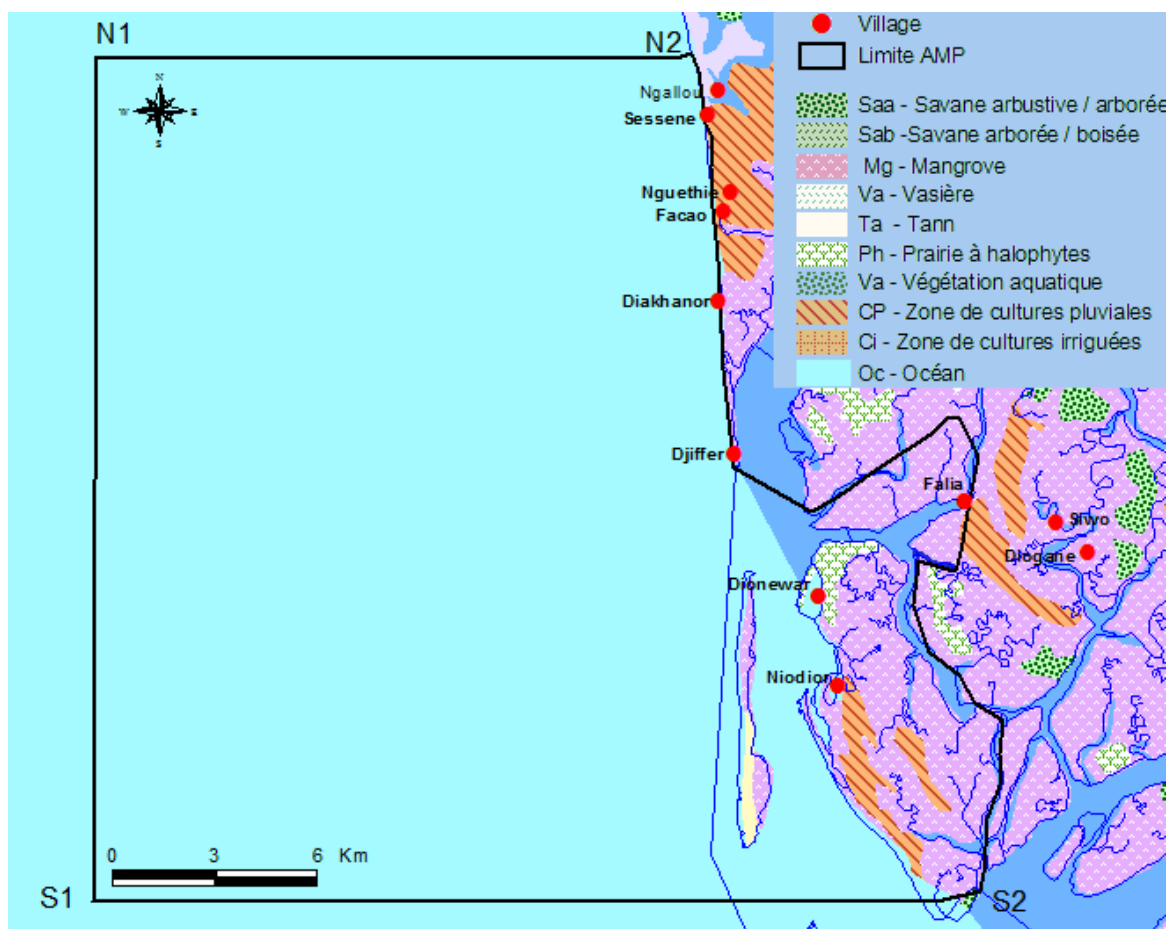 N1
N2
N
W
E
S
Ngallou
Sessene
Nguethie
Facao
Diakhanor
Djiffer
Falia
Siwo
Diogane
Dionewar
Niodior
Village
Limite AMP
Saa - Savane arbustive / arborée
Sab -Savane arborée / boisée
Mg - Mangrove
Va - Vasière
Ta - Tann
Ph - Prairie à halophytes
Va - Végétation aquatique
CP - Zone de cultures pluviales
Ci - Zone de cultures irriguées
Oc - Océan
0 3 6 Km
S1
S2